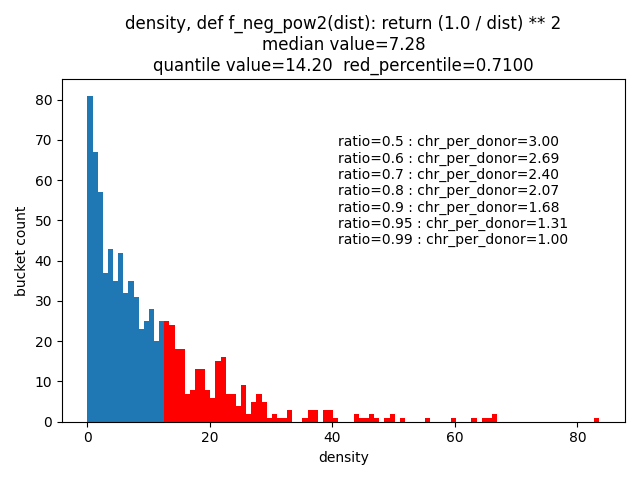 density, def f_neg_pow2(dist): return (1.0 / dist) ** 2
median value=7.28
quantile value=14.20  red_percentile=0.7100
80
70
60
50
40
30
20
10
0
bucket count
ratio=0.5 : chr_per_donor=3.00
ratio=0.6 : chr_per_donor=2.69
ratio=0.7 : chr_per_donor=2.40
ratio=0.8 : chr_per_donor=2.07
ratio=0.9 : chr_per_donor=1.68
ratio=0.95 : chr_per_donor=1.31
ratio=0.99 : chr_per_donor=1.00
0 20 40 60 80
density